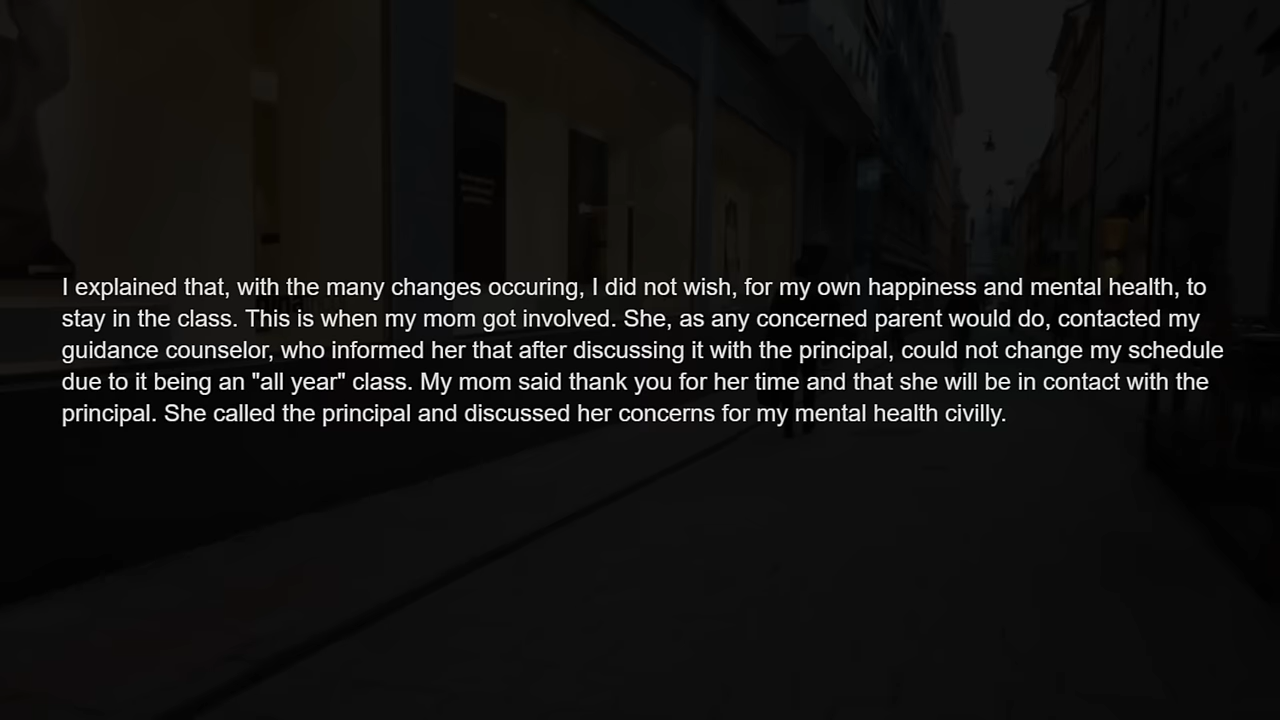 I explained that, with the many changes occuring, I did not wish, for my own happiness and mental health, to
stay in the class. This is when my mom got involved. She, as any concerned parent would do, contacted my
guidance counselor, who informed her that after discussing it with the principal, could not change my schedule
due to it being an "all year" class. My mom said thank you for her time and that she will be in contact with the
principal. She called the principal and discussed her concerns for my mental health civilly.